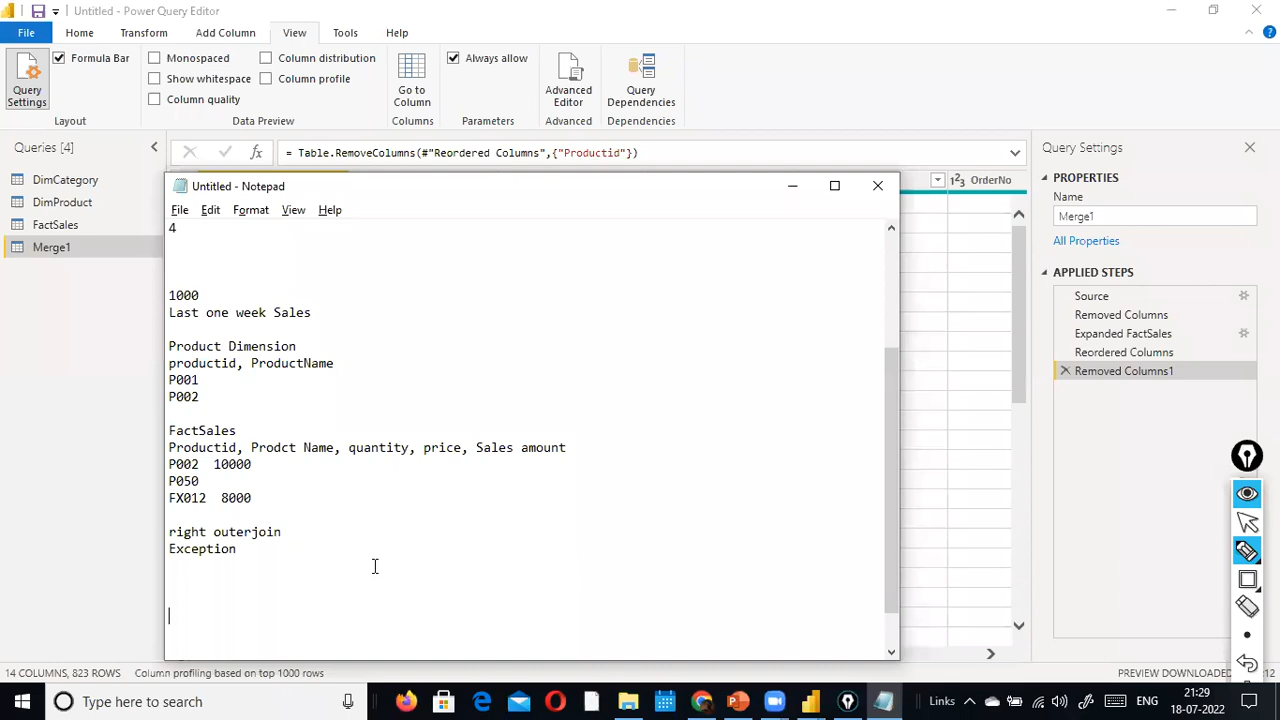 Untitled - Power Query Editor
File Home Transform Add Column View Tools Help
Query Settings
Formula Bar
Monospaced
Show whitespace
Column quality
Column distribution
Column profile
Go to Column
Always allow
Advanced Editor
Query Dependencies
Layout Data Preview Columns Parameters Advanced Dependencies
Queries [4]
DimCategory
DimProduct
FactSales
Merge1
fx = Table.RemoveColumns(#"Reordered Columns",{"Productid"})
1²3 OrderNo
Untitled - Notepad
File Edit Format View Help
4
1000
Last one week Sales
Product Dimension
productid, ProductName
P001
P002
FactSales
Productid, Prodct Name, quantity, price, Sales amount
P002 10000
P050
FX012 8000
right outerjoin
Exception
Query Settings
PROPERTIES
Name
Merge1
All Properties
APPLIED STEPS
Source
Removed Columns
Expanded FactSales
Reordered Columns
Removed Columns1
14 COLUMNS, 823 ROWS Column profiling based on top 1000 rows
PREVIEW DOWNLOADED
:12
Type here to search
Links
ENG
21:29
18-07-2022